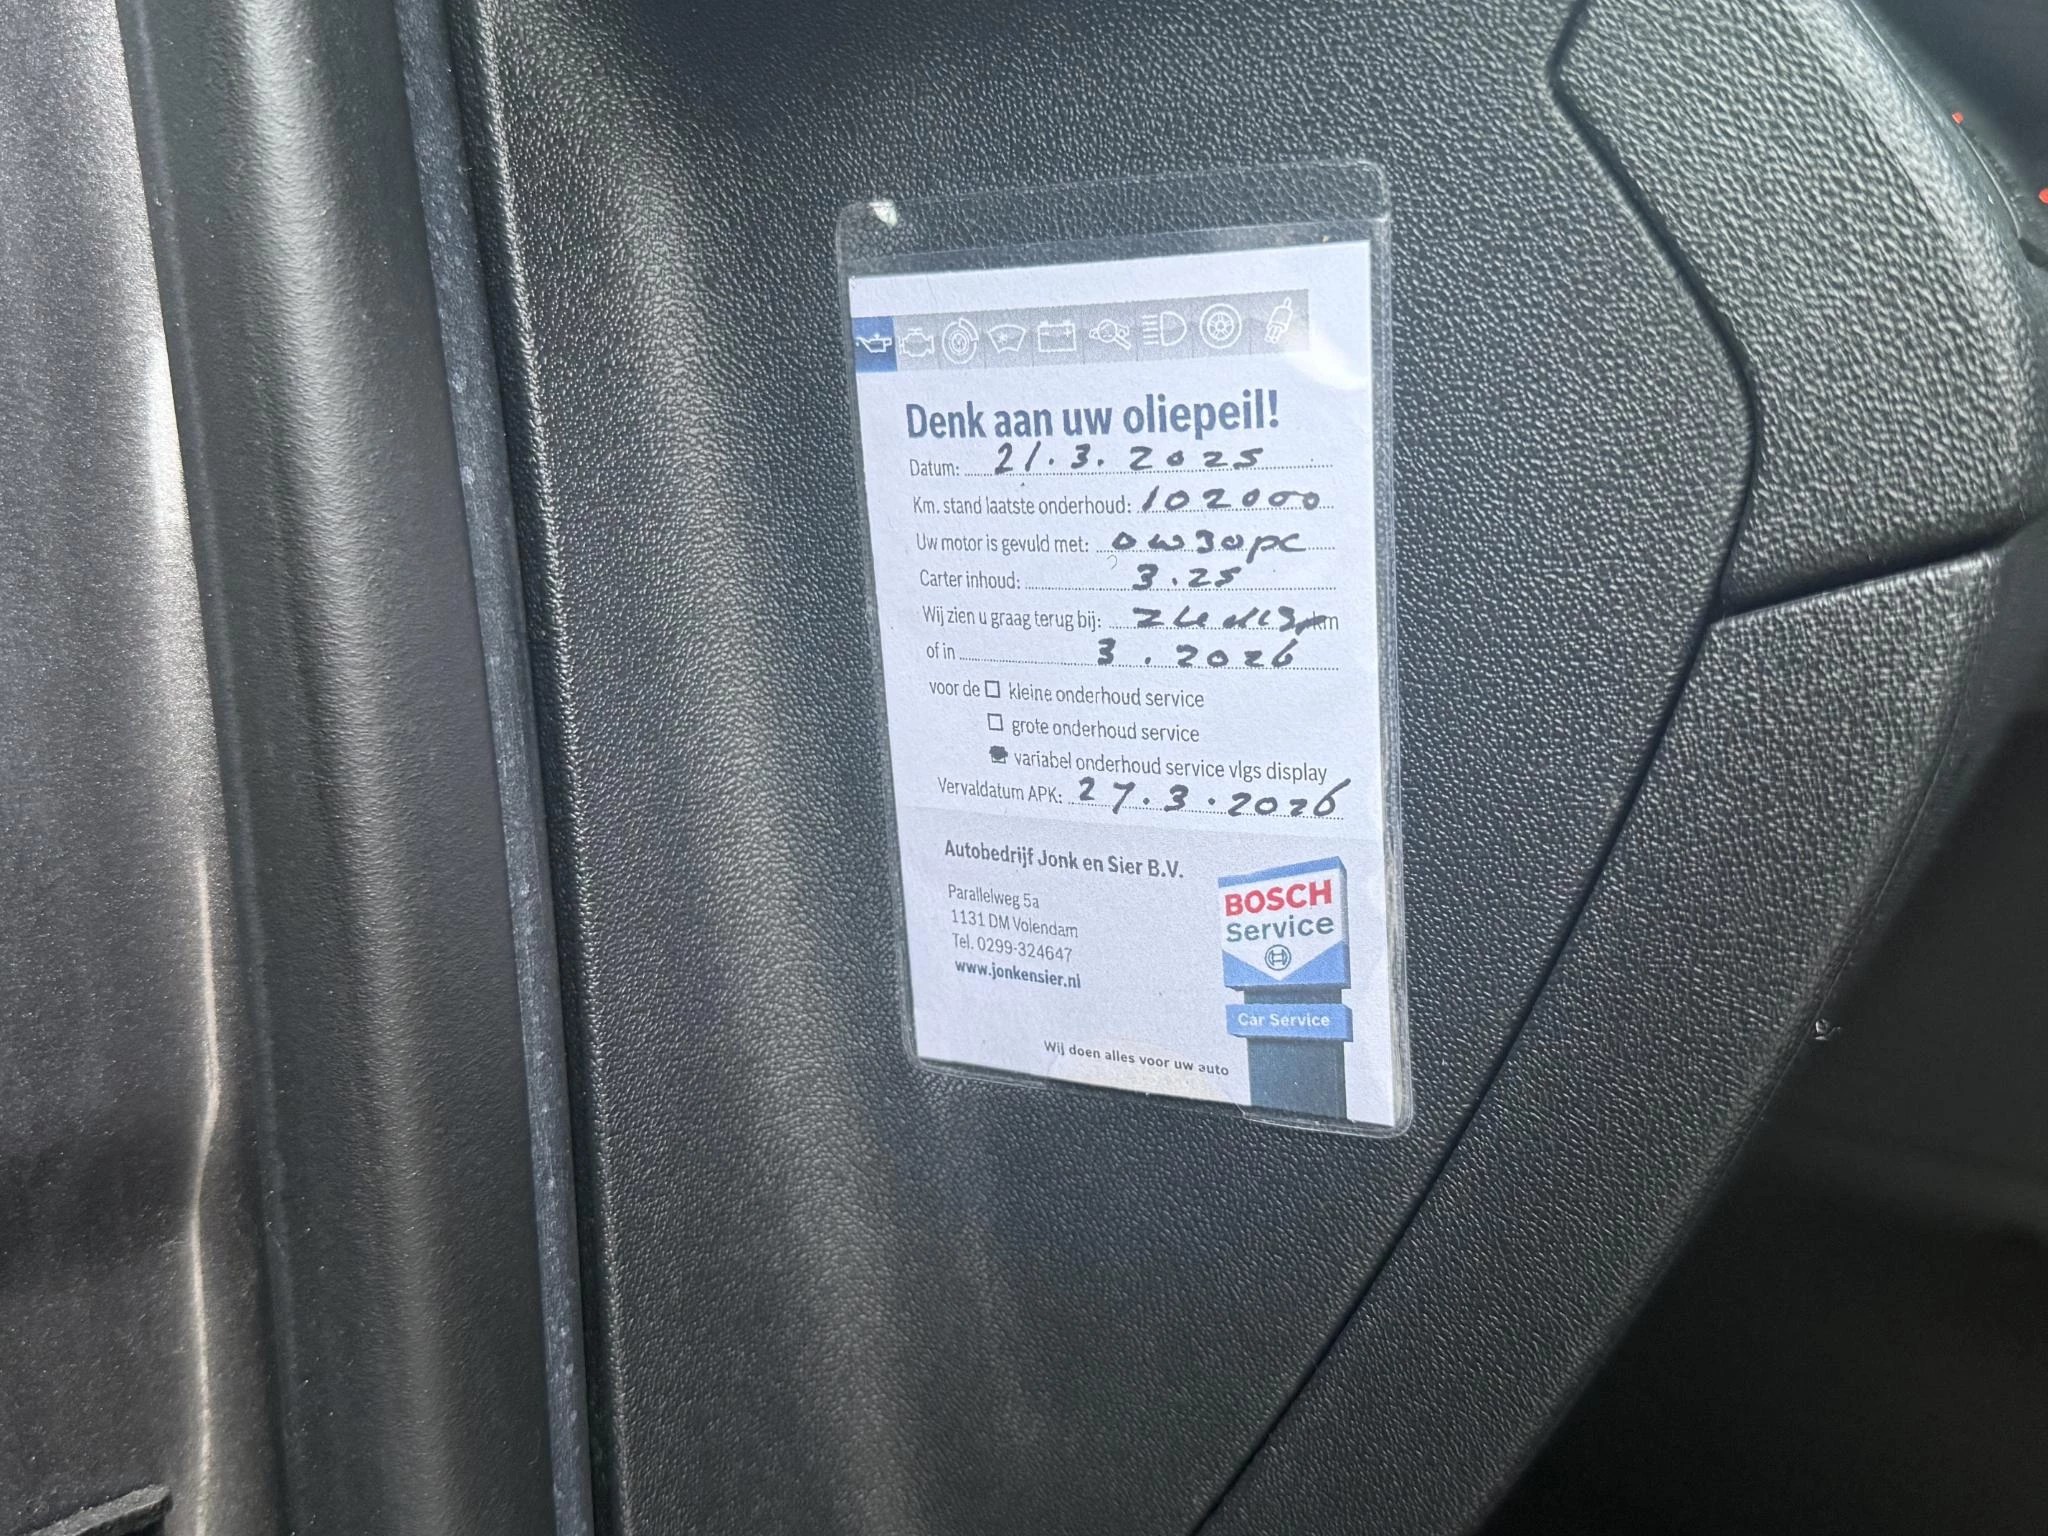 Denk aan uw oliepeil!
Datum: 21.3.2025
Km. stand laatste onderhoud: 102000
Uw motor is gevuld met: 0w30pc
Carter inhoud: 3.25
Wij zien u graag terug bij: km
of in 3.2026
voor de kleine onderhoud service
grote onderhoud service
variabel onderhoud service vlgs display
Vervaldatum APK: 27.3.2026
Autobedrijf Jonk en Sier B.V.
Parallelweg 5a
1131 DM Volendam
Tel. 0299-324647
www.jonkensier.nl
BOSCH
Service
Car Service
Wij doen alles voor uw auto